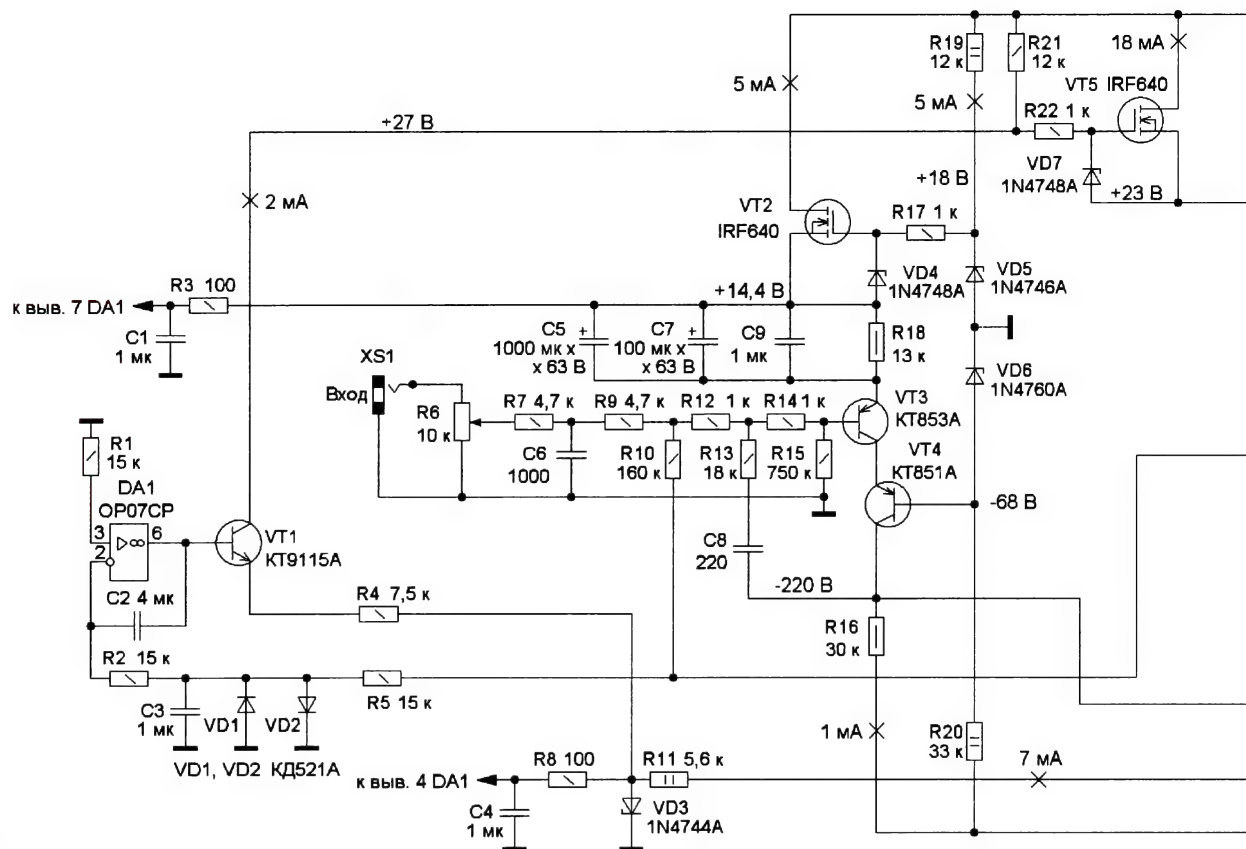 R19
12 к
R21
12 к
18 мА
5 мА
5 мА
VT5 IRF640
+27 В
R22 1 к
VD7
1N4748A
+18 В
+23 В
2 мА
VT2
IRF640
R17 1 к
R3 100
VD4
1N4748A
VD5
1N4746A
к выв. 7 DA1
+14,4 В
C1
1 мк
C5
1000 мк х
х 63 В
+
C7
100 мк х
х 63 В
+
C9
1 мк
R18
13 к
XS1
Вход
VD6
1N4760A
R6
10 к
R7 4,7 к
R9 4,7 к
R12 1 к
R14 1 к
VT3
КТ853А
R1
15 к
C6
1000
R10
160 к
R13
18 к
R15
750 к
VT4
КТ851А
DA1
OP07CP
3
2
6
▷∞
-68 В
VT1
КТ9115А
C8
220
C2 4 мк
R4 7,5 к
-220 В
R16
30 к
R2 15 к
R5 15 к
C3
1 мк
VD1
VD2
VD1, VD2 КД521А
1 мА
R20
33 к
7 мА
к выв. 4 DA1
R8 100
R11 5,6 к
C4
1 мк
VD3
1N4744A